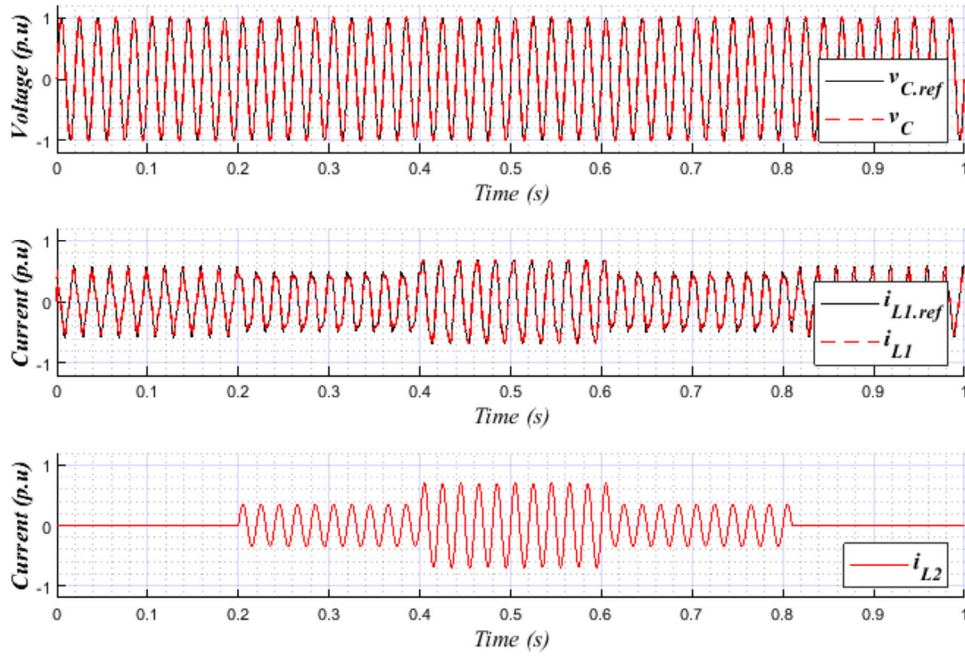 Voltage (p.u)
1
0
-1
v_C.ref
v_C
0 0.1 0.2 0.3 0.4 0.5 0.6 0.7 0.8 0.9 1
Time (s)
Current (p.u)
1
0
-1
i_L1.ref
i_L1
0 0.1 0.2 0.3 0.4 0.5 0.6 0.7 0.8 0.9 1
Time (s)
Current (p.u)
1
0
-1
i_L2
0 0.1 0.2 0.3 0.4 0.5 0.6 0.7 0.8 0.9 1
Time (s)